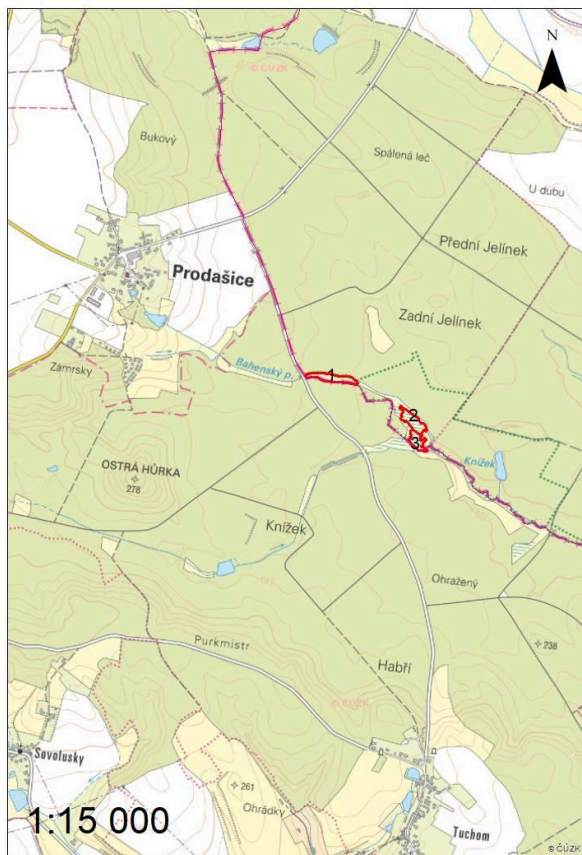 N
© ČÚZK
Bukový
Spálená leč
U dubu
Přední Jelínek
Prodašice
Zadní Jelínek
Bahenský p.
1
Zámrsky
2
3
OSTRÁ HŮRKA
278
Knížek
Knížek
Ohražený
Purkmistr
238
Habří
© ČÚZK
Sovolusky
261
Ohrádky
1:15 000
Tuchom
© ČÚZK